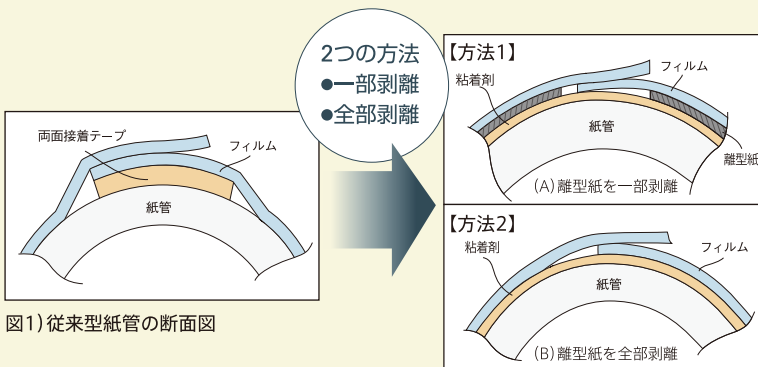 2つの方法
●一部剥離
●全部剥離
両面接着テープ
フィルム
紙管
図1)従来型紙管の断面図
【方法1】
粘着剤
フィルム
紙管
離型紙
(A)離型紙を一部剥離
【方法2】
粘着剤
フィルム
紙管
(B)離型紙を全部剥離